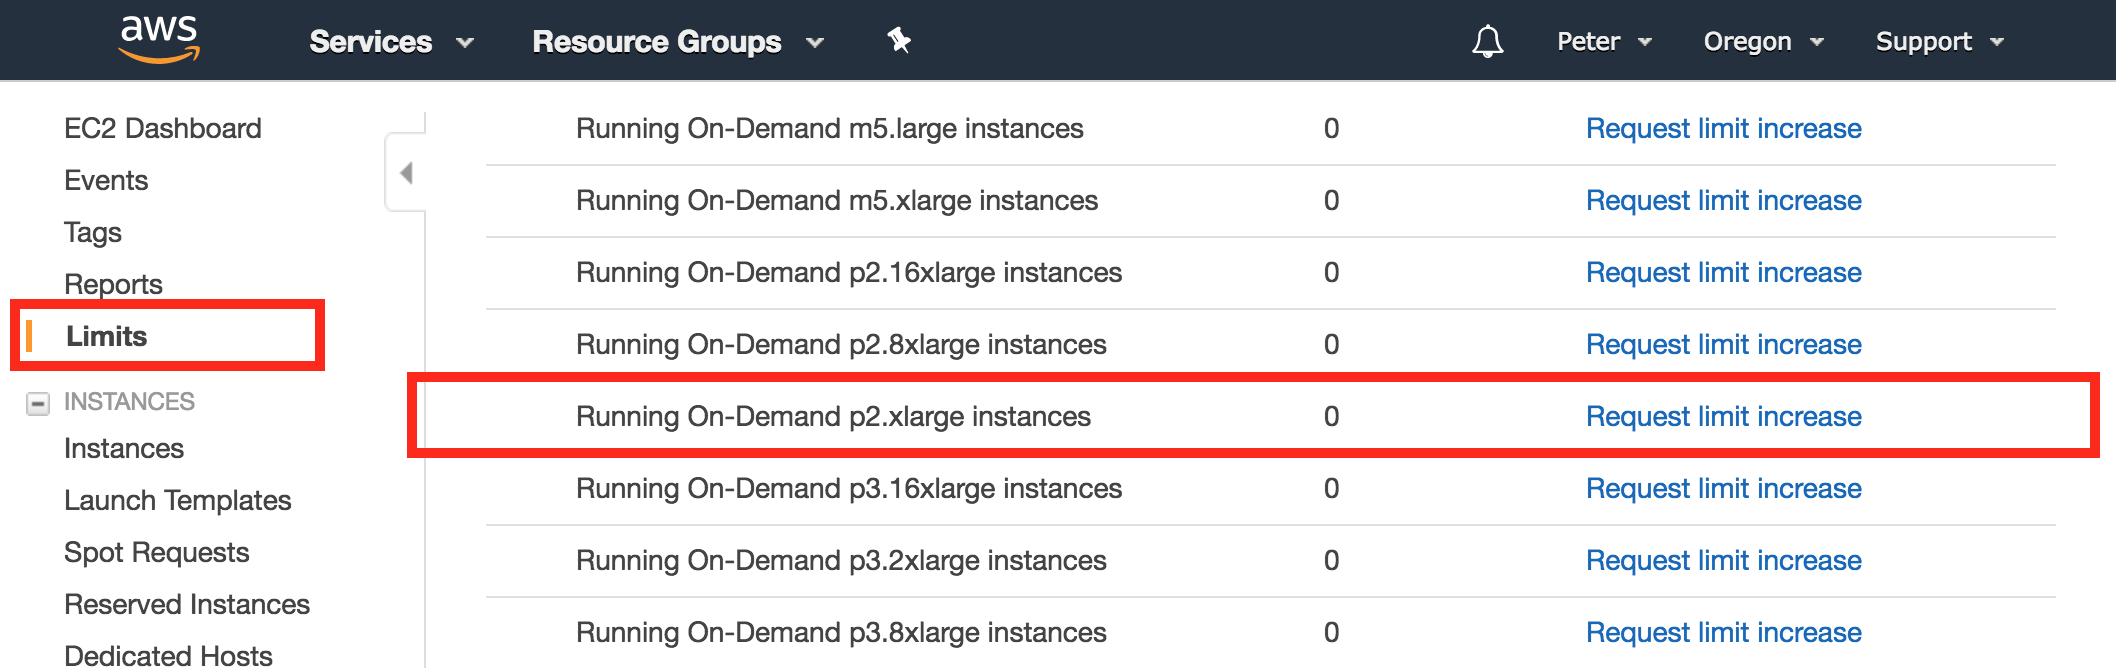 aws Services Resource Groups Peter Oregon Support
EC2 Dashboard
Events
Tags
Reports
Limits
INSTANCES
Instances
Launch Templates
Spot Requests
Reserved Instances
Dedicated Hosts
Running On-Demand m5.large instances 0 Request limit increase
Running On-Demand m5.xlarge instances 0 Request limit increase
Running On-Demand p2.16xlarge instances 0 Request limit increase
Running On-Demand p2.8xlarge instances 0 Request limit increase
Running On-Demand p2.xlarge instances 0 Request limit increase
Running On-Demand p3.16xlarge instances 0 Request limit increase
Running On-Demand p3.2xlarge instances 0 Request limit increase
Running On-Demand p3.8xlarge instances 0 Request limit increase